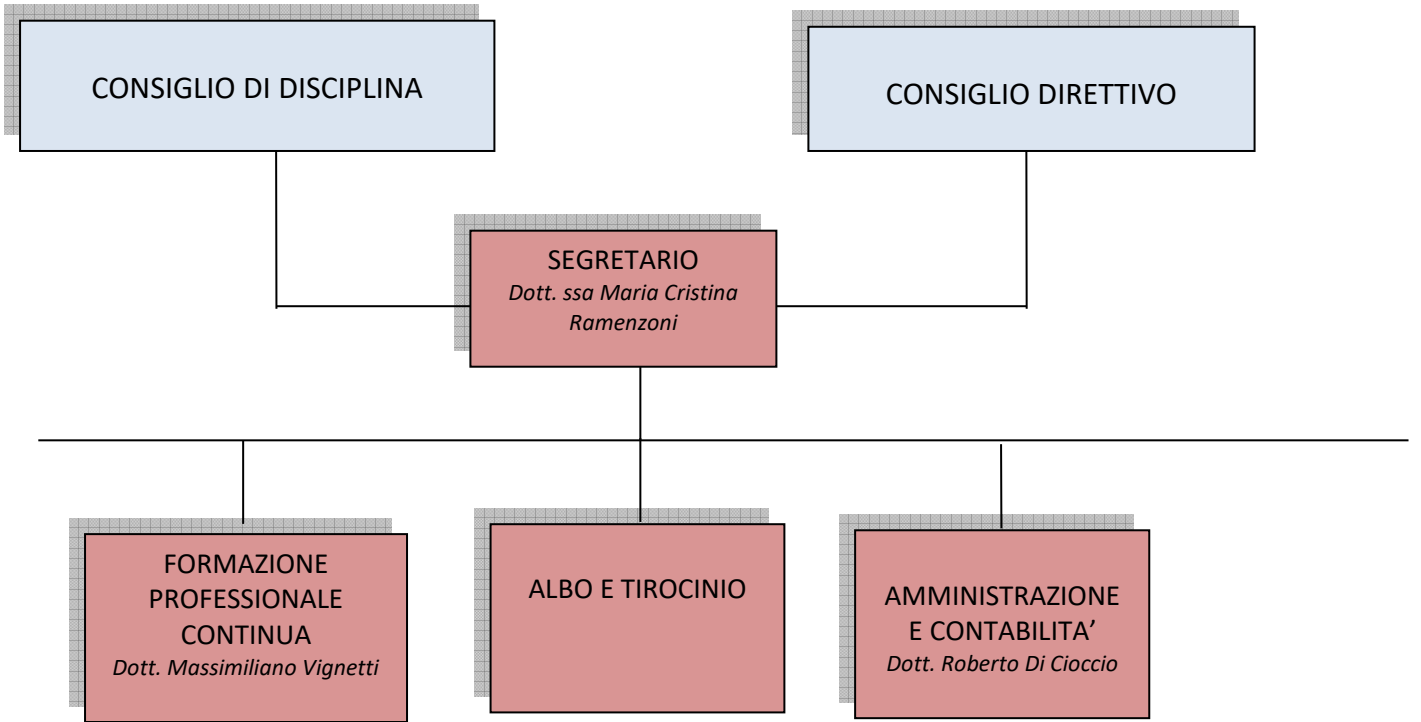 CONSIGLIO DI DISCIPLINA
CONSIGLIO DIRETTIVO
SEGRETARIO
Dott. ssa Maria Cristina
Ramenzoni
FORMAZIONE
PROFESSIONALE
CONTINUA
Dott. Massimiliano Vignetti
ALBO E TIROCINIO
AMMINISTRAZIONE
E CONTABILITA’
Dott. Roberto Di Cioccio